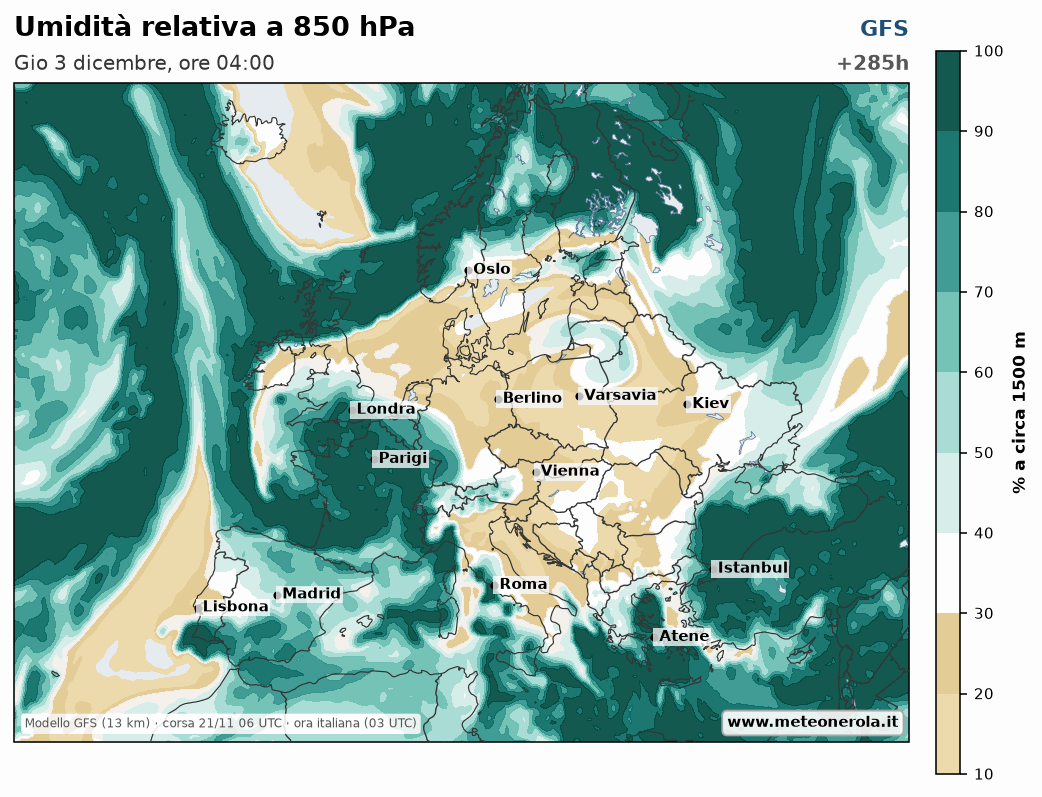 Umidità relativa a 850 hPa
GFS
Gio 3 dicembre, ore 04:00
+285h
100
90
80
70
60
50
40
30
20
10
% a circa 1500 m
Oslo
Berlino
Varsavia
Kiev
Londra
Parigi
Vienna
Istanbul
Roma
Madrid
Lisbona
Atene
Modello GFS (13 km) · corsa 21/11 06 UTC · ora italiana (03 UTC)
www.meteonerola.it